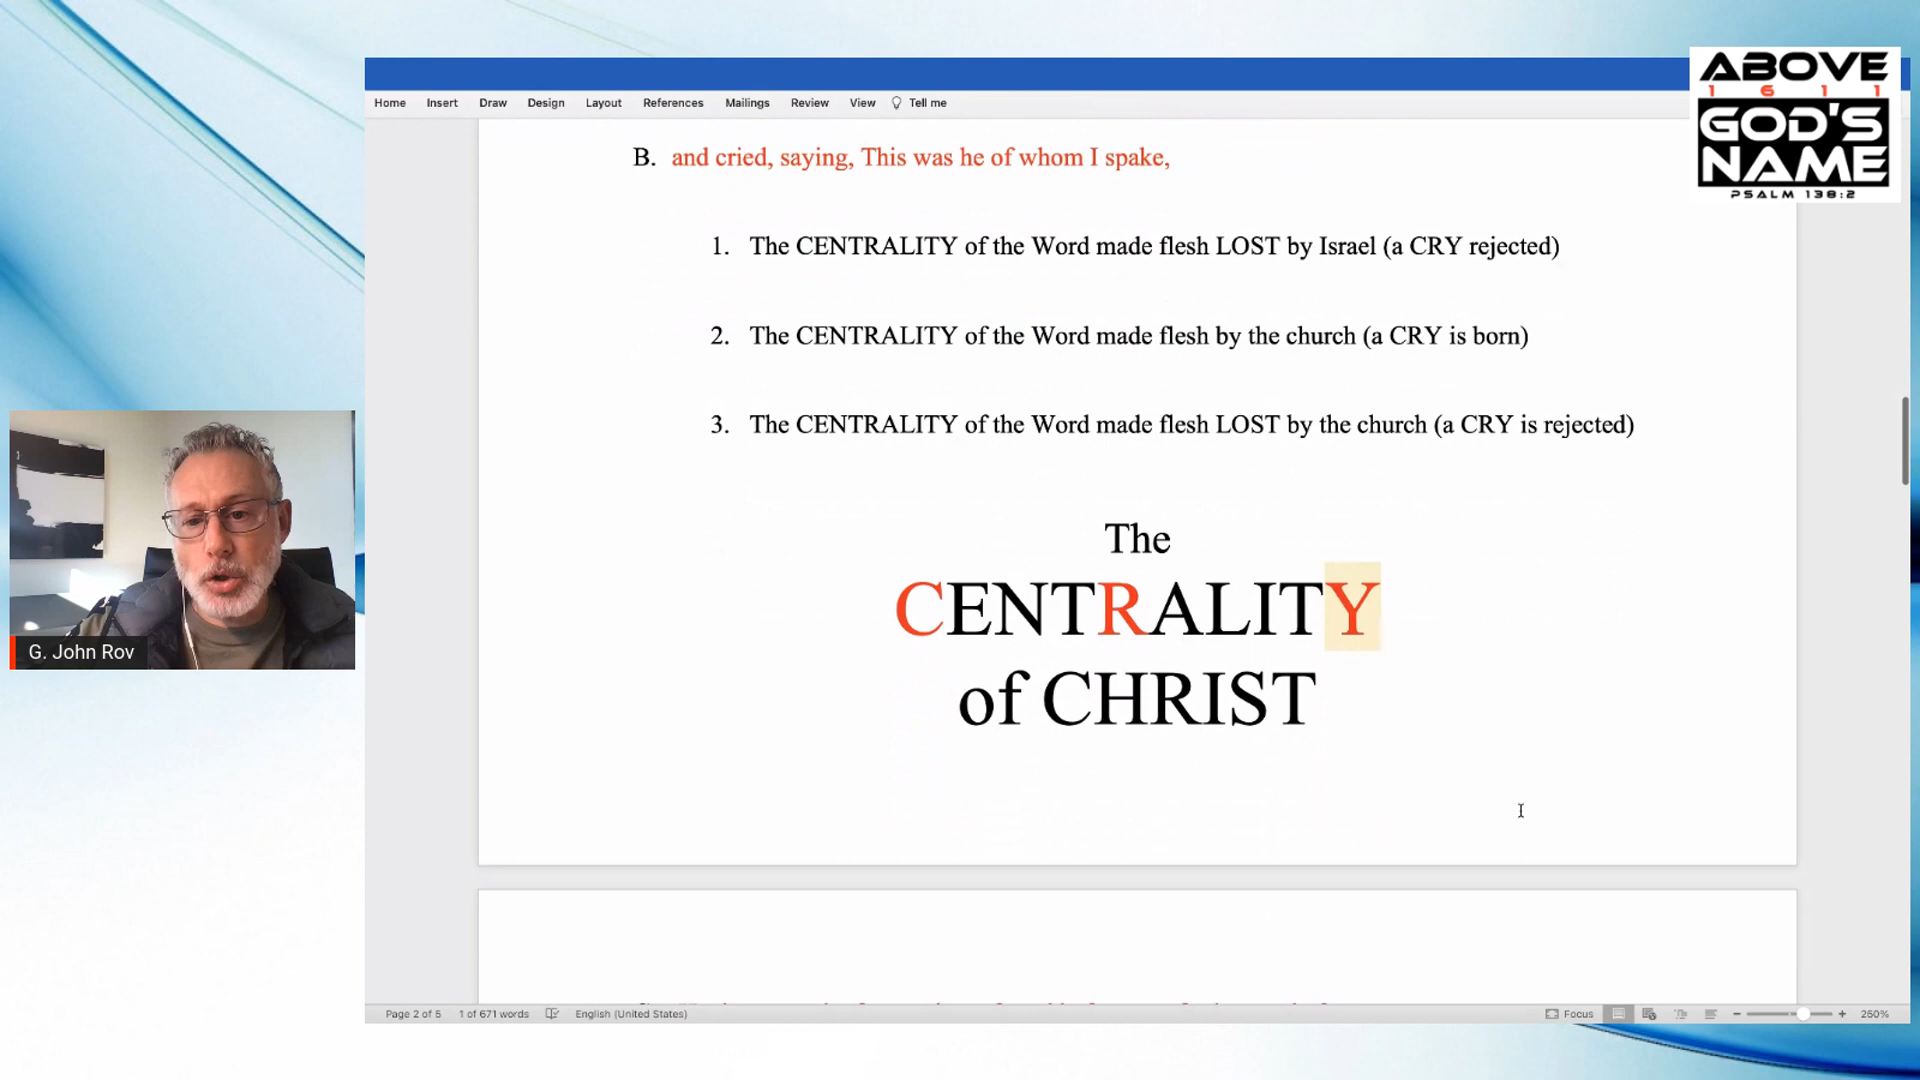 ABOVE
1611
GOD'S
NAME
PSALM 138:2
Home Insert Draw Design Layout References Mailings Review View Tell me
B. and cried, saying, This was he of whom I spake,
1. The CENTRALITY of the Word made flesh LOST by Israel (a CRY rejected)
2. The CENTRALITY of the Word made flesh by the church (a CRY is born)
3. The CENTRALITY of the Word made flesh LOST by the church (a CRY is rejected)
The
CENTRALITY
of CHRIST
G. John Rov
Page 2 of 5 1 of 671 words English (United States) Focus 250%